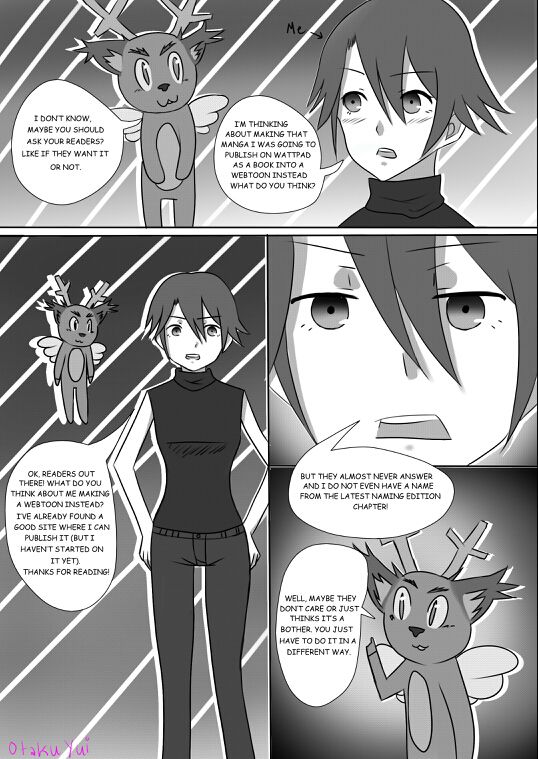 Me
I'M THINKING
ABOUT MAKING THAT
MANGA I WAS GOING TO
PUBLISH ON WATTPAD
AS A BOOK INTO A
WEBTOON INSTEAD
WHAT DO YOU THINK?
I DON'T KNOW,
MAYBE YOU SHOULD
ASK YOUR READERS?
LIKE IF THEY WANT IT
OR NOT.
BUT THEY ALMOST NEVER ANSWER
AND I DO NOT EVEN HAVE A NAME
FROM THE LATEST NAMING EDITION
CHAPTER!
WELL, MAYBE THEY
DON'T CARE OR JUST
THINKS IT'S A
BOTHER. YOU JUST
HAVE TO DO IT IN A
DIFFERENT WAY.
OK, READERS OUT
THERE! WHAT DO YOU
THINK ABOUT ME MAKING
A WEBTOON INSTEAD?
I'VE ALREADY FOUND A
GOOD SITE WHERE I CAN
PUBLISH IT (BUT I
HAVEN'T STARTED ON
IT YET).
THANKS FOR READING!
Otaku Yui